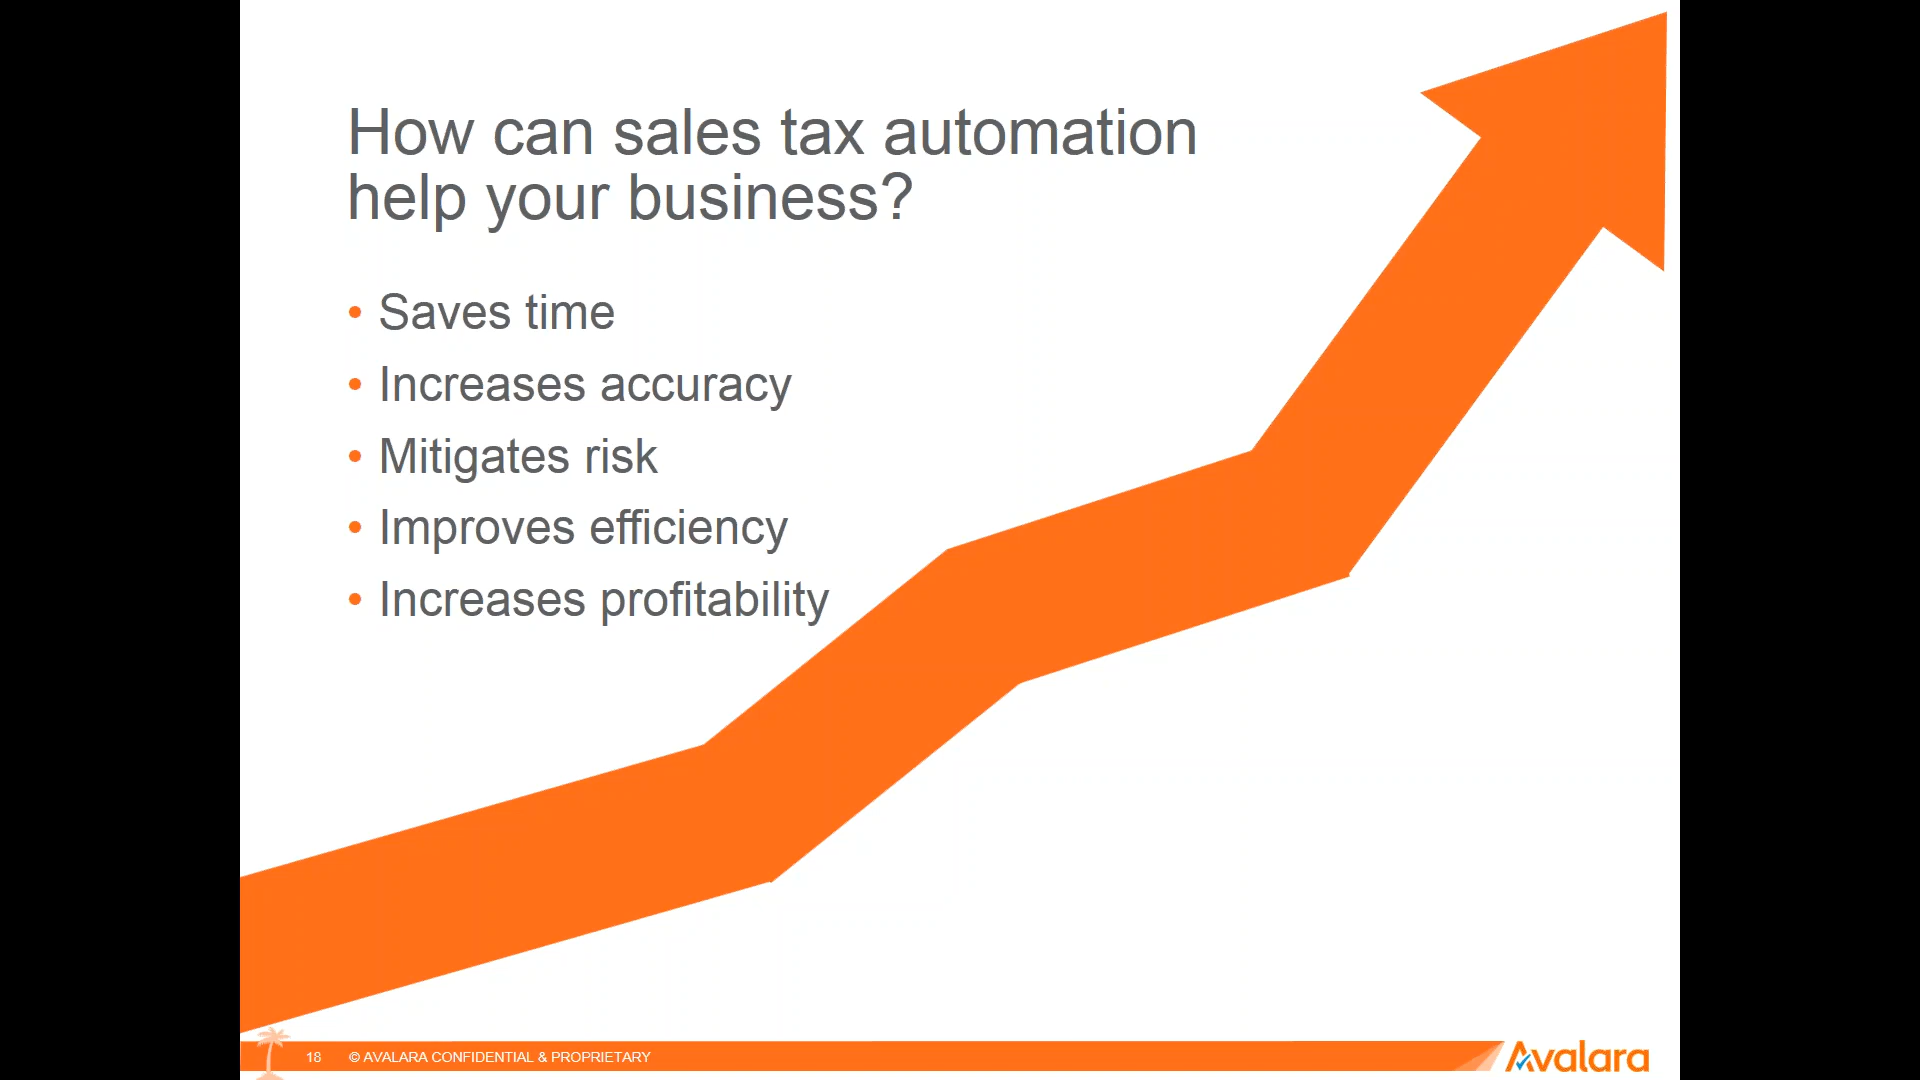 How can sales tax automation
help your business?
• Saves time
• Increases accuracy
• Mitigates risk
• Improves efficiency
• Increases profitability
18 © AVALARA CONFIDENTIAL & PROPRIETARY
Avalara